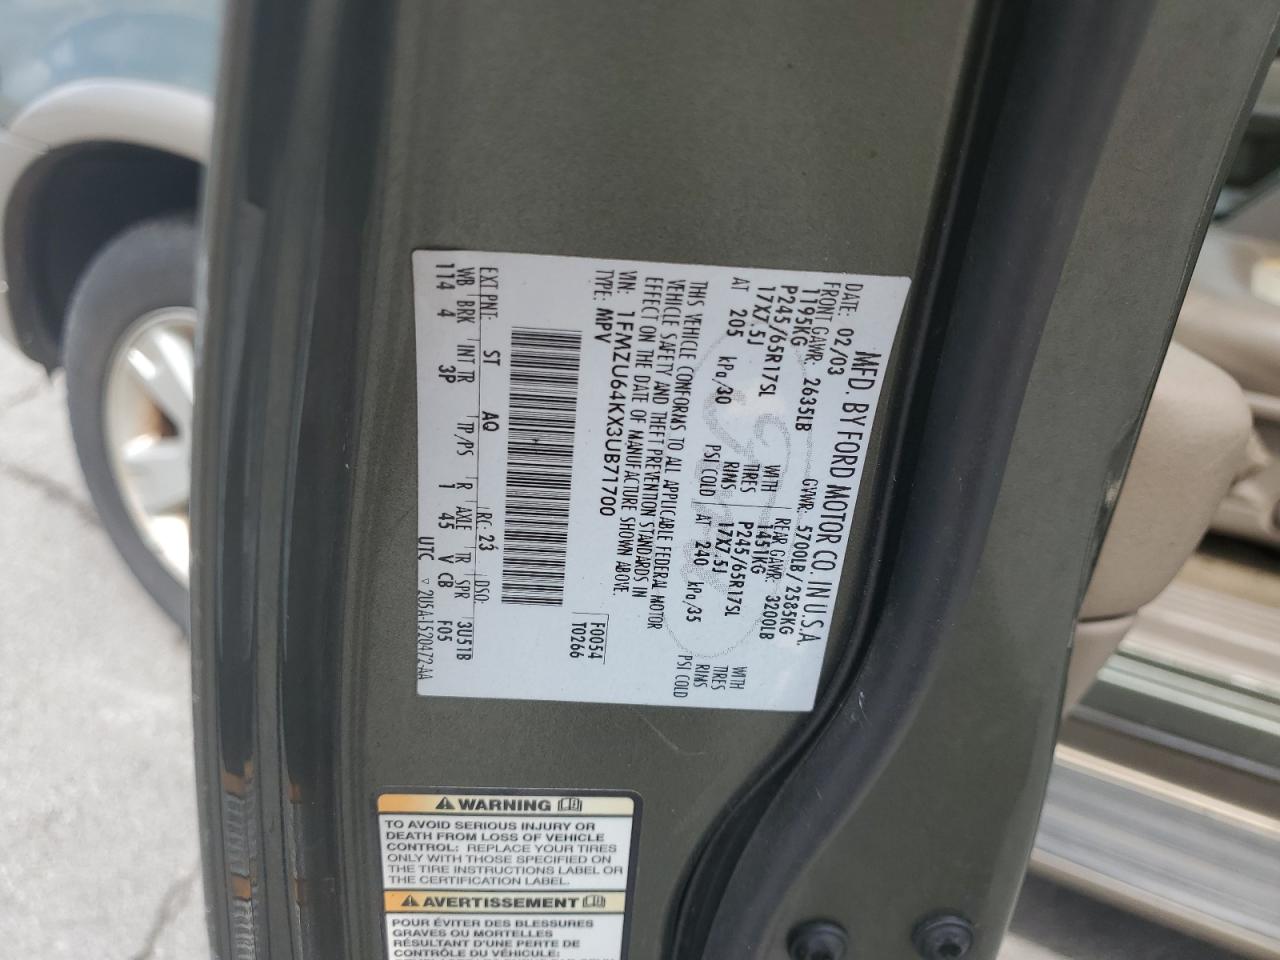 MFD. BY FORD MOTOR CO. IN U.S.A.
DATE: 02/03 GVWR: 5700LB/2585KG
FRONT GAWR: 2635LB REAR GAWR: 3200LB
1195KG WITH 1451KG WITH
P245/65R17SL TIRES P245/65R17SL TIRES
17X7.5J RIMS 17X7.5J RIMS
AT 205 kPa/30 PSI COLD AT 240 kPa/35 PSI COLD
THIS VEHICLE CONFORMS TO ALL APPLICABLE FEDERAL MOTOR
VEHICLE SAFETY AND THEFT PREVENTION STANDARDS IN
EFFECT ON THE DATE OF MANUFACTURE SHOWN ABOVE.
VIN: 1FMZU64KX3UB71700
TYPE: MPV
F0054
T0266
EXT PNT: ST AQ RC: 23 DSO:
WB BRK INT TR TP/PS R AXLE TR SPR
114 4 3P 1 45 V CB F05 3U51B
UTC ▽ 2U5A-1520472-AA
WARNING
TO AVOID SERIOUS INJURY OR
DEATH FROM LOSS OF VEHICLE
CONTROL: REPLACE YOUR TIRES
ONLY WITH THOSE SPECIFIED ON
THE TIRE INSTRUCTIONS LABEL OR
THE CERTIFICATION LABEL.
AVERTISSEMENT
POUR ÉVITER DES BLESSURES
GRAVES OU MORTELLES
RÉSULTANT D'UNE PERTE DE
CONTRÔLE DU VÉHICULE: